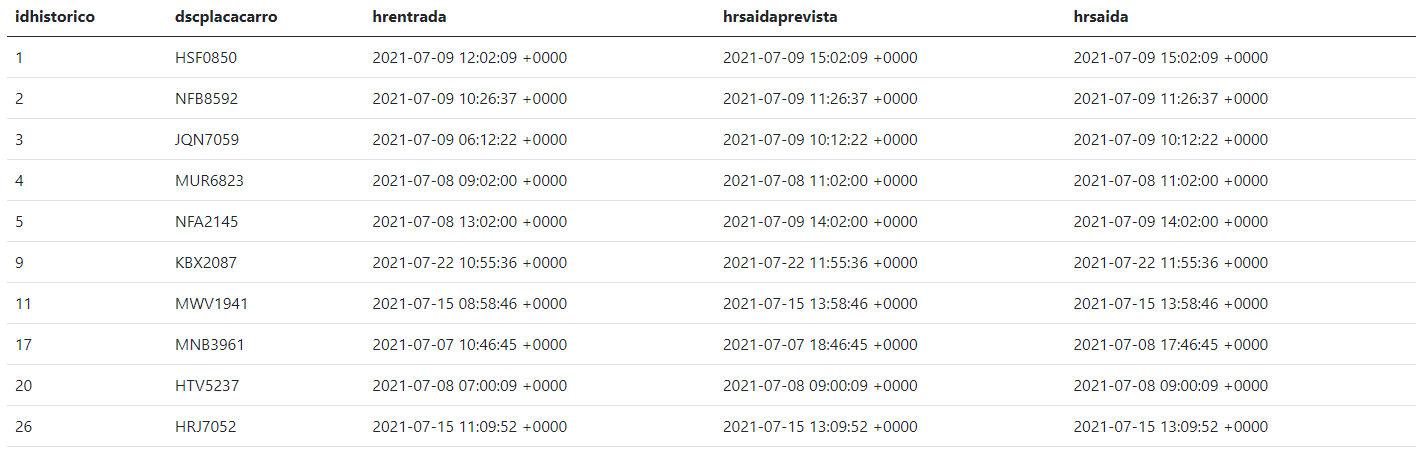 idhistorico dscplacacarro hrentrada hrsaidaprevista hrsaida
1 HSF0850 2021-07-09 12:02:09 +0000 2021-07-09 15:02:09 +0000 2021-07-09 15:02:09 +0000
2 NFB8592 2021-07-09 10:26:37 +0000 2021-07-09 11:26:37 +0000 2021-07-09 11:26:37 +0000
3 JQN7059 2021-07-09 06:12:22 +0000 2021-07-09 10:12:22 +0000 2021-07-09 10:12:22 +0000
4 MUR6823 2021-07-08 09:02:00 +0000 2021-07-08 11:02:00 +0000 2021-07-08 11:02:00 +0000
5 NFA2145 2021-07-08 13:02:00 +0000 2021-07-09 14:02:00 +0000 2021-07-09 14:02:00 +0000
9 KBX2087 2021-07-22 10:55:36 +0000 2021-07-22 11:55:36 +0000 2021-07-22 11:55:36 +0000
11 MWV1941 2021-07-15 08:58:46 +0000 2021-07-15 13:58:46 +0000 2021-07-15 13:58:46 +0000
17 MNB3961 2021-07-07 10:46:45 +0000 2021-07-07 18:46:45 +0000 2021-07-08 17:46:45 +0000
20 HTV5237 2021-07-08 07:00:09 +0000 2021-07-08 09:00:09 +0000 2021-07-08 09:00:09 +0000
26 HRJ7052 2021-07-15 11:09:52 +0000 2021-07-15 13:09:52 +0000 2021-07-15 13:09:52 +0000